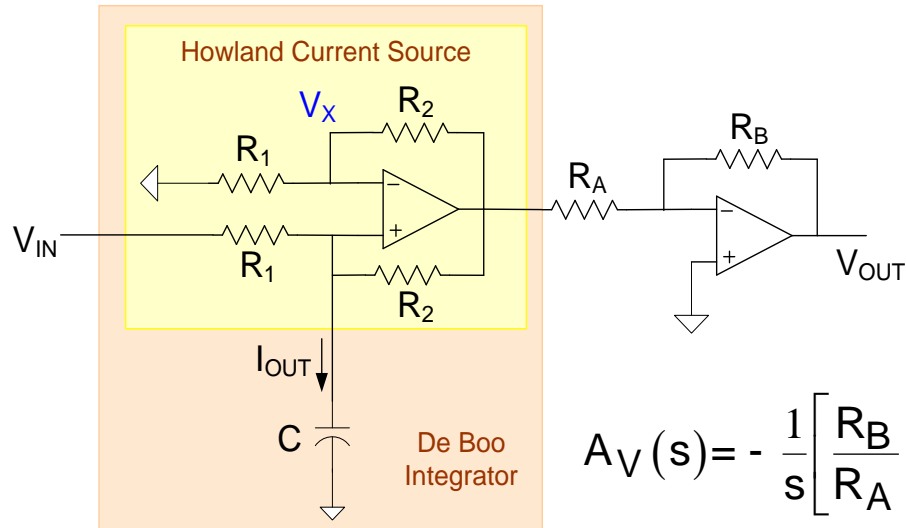 Howland Current Source
V_X
R_2
R_1
R_B
R_A
−
+
V_IN
R_1
R_2
−
+
V_OUT
I_OUT
C
De Boo
Integrator
A_V(s)= - 1/s [ R_B/R_A